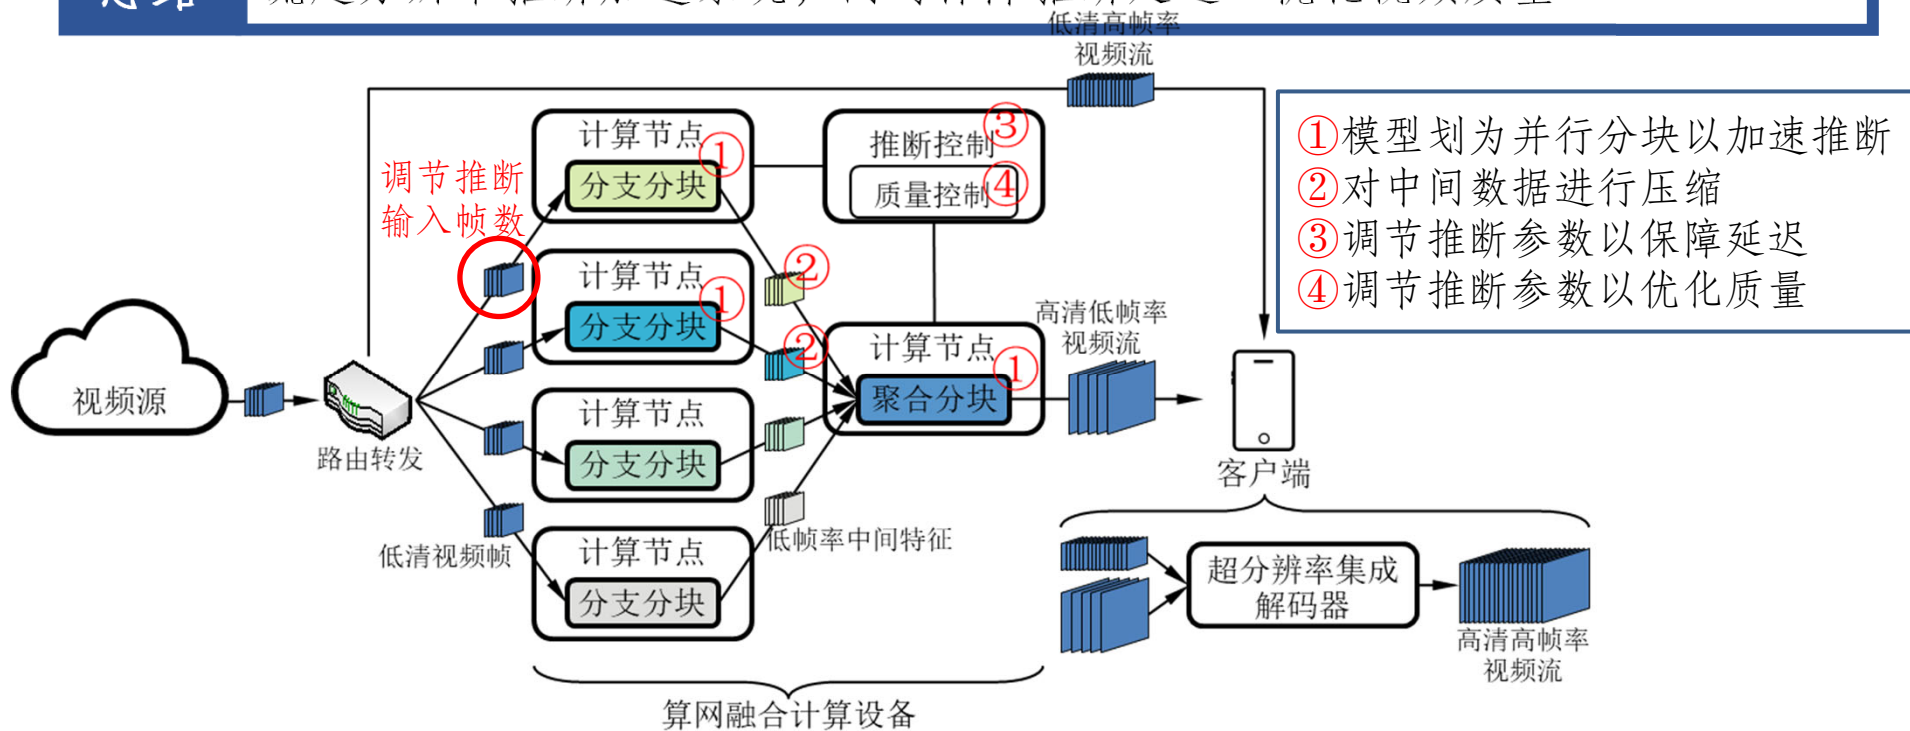 低清高帧率
视频流
①模型划为并行分块以加速推断
②对中间数据进行压缩
③调节推断参数以保障延迟
④调节推断参数以优化质量
调节推断
输入帧数
计算节点
①
分支分块
推断控制
③
质量控制
④
计算节点
①
分支分块
②
②
计算节点
分支分块
计算节点
分支分块
计算节点
①
聚合分块
高清低帧率
视频流
视频源
路由转发
低清视频帧
低帧率中间特征
客户端
超分辨率集成
解码器
高清高帧率
视频流
算网融合计算设备